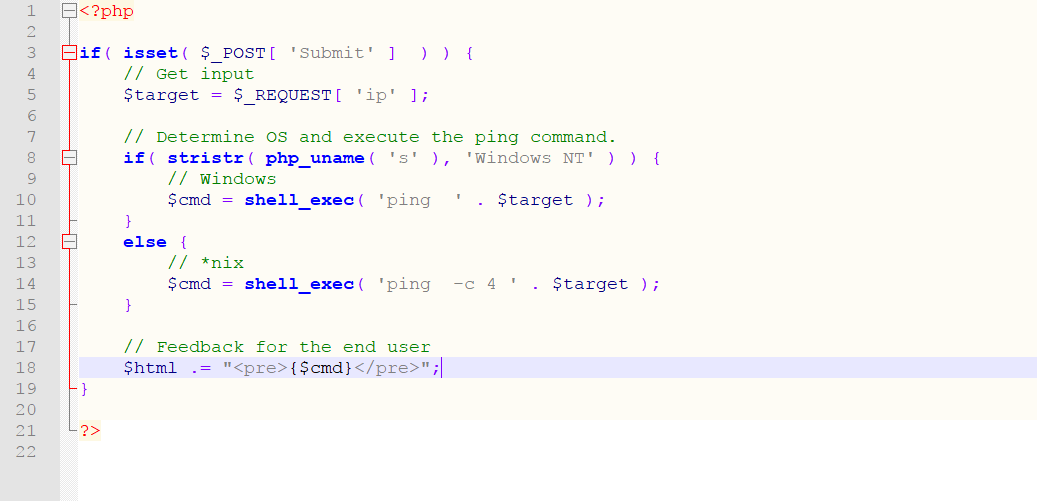 1 <?php
2
3 if( isset( $_POST[ 'Submit' ]  ) ) {
4     // Get input
5     $target = $_REQUEST[ 'ip' ];
6
7     // Determine OS and execute the ping command.
8     if( stristr( php_uname( 's' ), 'Windows NT' ) ) {
9         // Windows
10         $cmd = shell_exec( 'ping  ' . $target );
11     }
12     else {
13         // *nix
14         $cmd = shell_exec( 'ping  -c 4 ' . $target );
15     }
16
17     // Feedback for the end user
18     $html .= "<pre>{$cmd}</pre>";
19 }
20
21 ?>
22